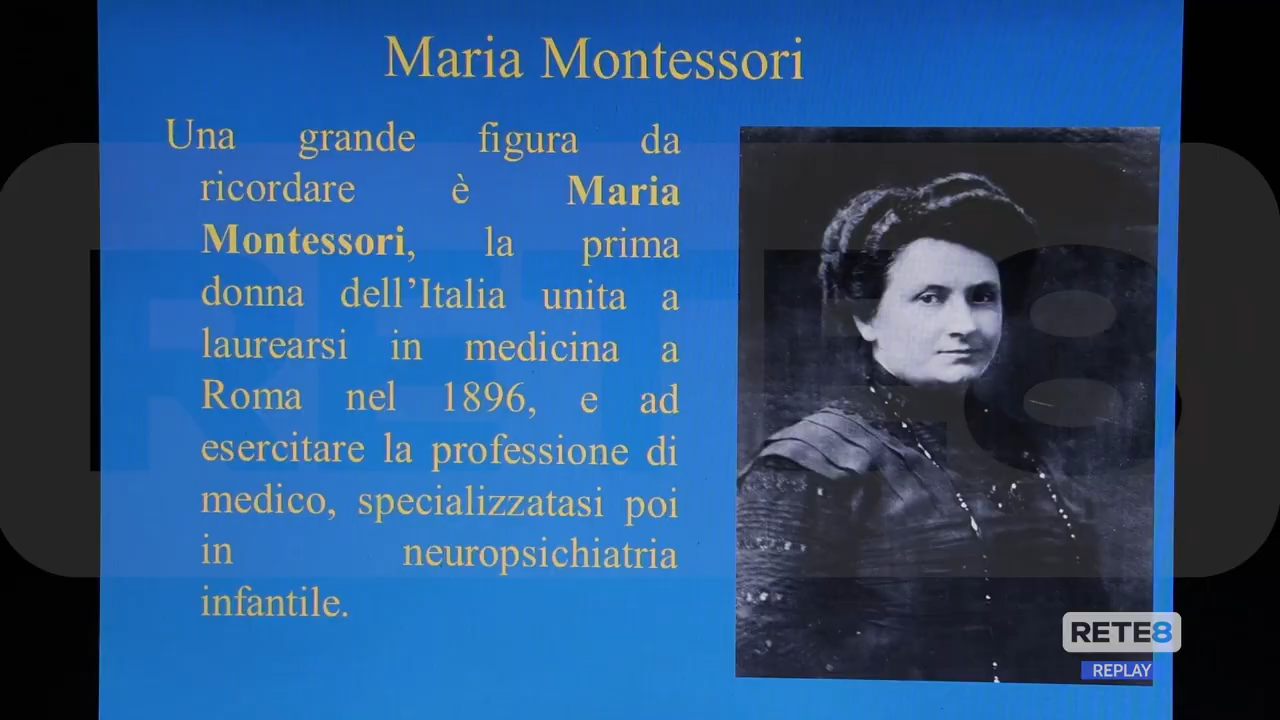 Maria Montessori
Una grande figura da
ricordare è Maria
Montessori, la prima
donna dell'Italia unita a
laurearsi in medicina a
Roma nel 1896, e ad
esercitare la professione di
medico, specializzatasi poi
in neuropsichiatria
infantile.
RETE8
RETE8
REPLAY